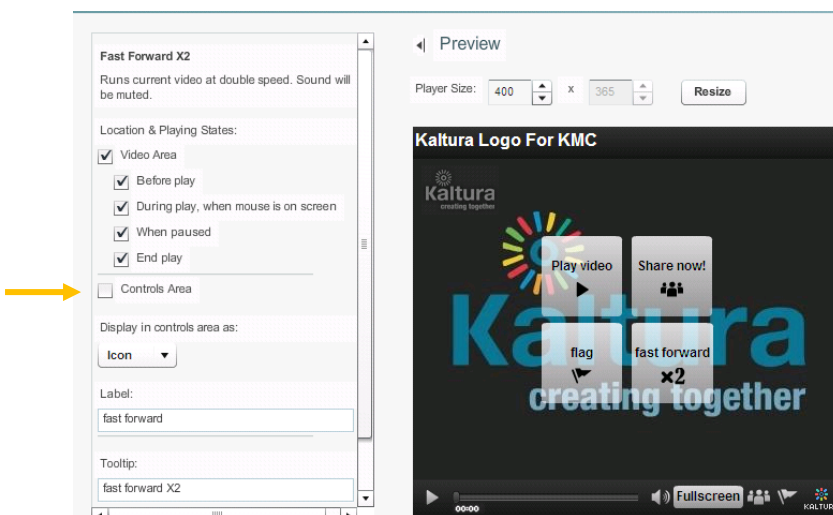 Fast Forward X2
Runs current video at double speed. Sound will
be muted.
Location & Playing States:
Video Area
Before play
During play, when mouse is on screen
When paused
End play
Controls Area
Display in controls area as:
Icon
Label:
fast forward
Tooltip:
fast forward X2
Preview
Player Size: 400 x 365 Resize
Kaltura Logo For KMC
Kaltura
creating together
Play video Share now!
flag fast forward
×2
Kaltura
creating together
00:00 Fullscreen
KALTUR